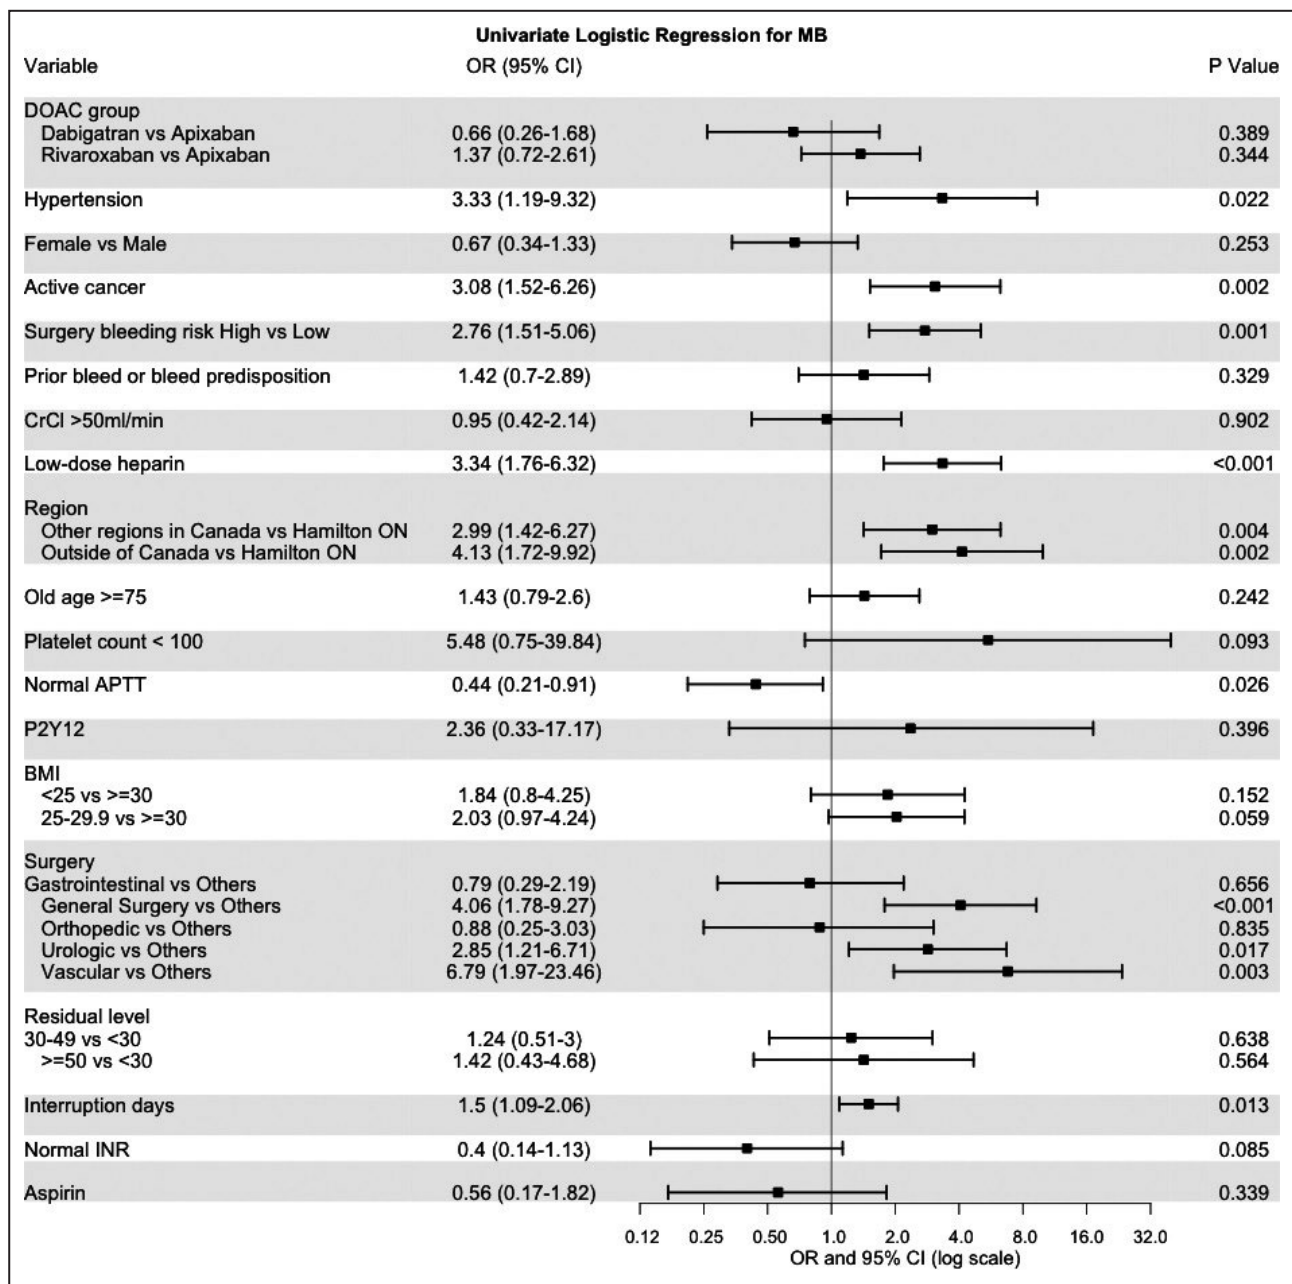 Univariate Logistic Regression for MB
Variable OR (95% CI) P Value
DOAC group
Dabigatran vs Apixaban 0.66 (0.26-1.68) 0.389
Rivaroxaban vs Apixaban 1.37 (0.72-2.61) 0.344
Hypertension 3.33 (1.19-9.32) 0.022
Female vs Male 0.67 (0.34-1.33) 0.253
Active cancer 3.08 (1.52-6.26) 0.002
Surgery bleeding risk High vs Low 2.76 (1.51-5.06) 0.001
Prior bleed or bleed predisposition 1.42 (0.7-2.89) 0.329
CrCl >50ml/min 0.95 (0.42-2.14) 0.902
Low-dose heparin 3.34 (1.76-6.32) <0.001
Region
Other regions in Canada vs Hamilton ON 2.99 (1.42-6.27) 0.004
Outside of Canada vs Hamilton ON 4.13 (1.72-9.92) 0.002
Old age >=75 1.43 (0.79-2.6) 0.242
Platelet count < 100 5.48 (0.75-39.84) 0.093
Normal APTT 0.44 (0.21-0.91) 0.026
P2Y12 2.36 (0.33-17.17) 0.396
BMI
<25 vs >=30 1.84 (0.8-4.25) 0.152
25-29.9 vs >=30 2.03 (0.97-4.24) 0.059
Surgery
Gastrointestinal vs Others 0.79 (0.29-2.19) 0.656
General Surgery vs Others 4.06 (1.78-9.27) <0.001
Orthopedic vs Others 0.88 (0.25-3.03) 0.835
Urologic vs Others 2.85 (1.21-6.71) 0.017
Vascular vs Others 6.79 (1.97-23.46) 0.003
Residual level
30-49 vs <30 1.24 (0.51-3) 0.638
>=50 vs <30 1.42 (0.43-4.68) 0.564
Interruption days 1.5 (1.09-2.06) 0.013
Normal INR 0.4 (0.14-1.13) 0.085
Aspirin 0.56 (0.17-1.82) 0.339
0.12 0.25 0.50 1.0 2.0 4.0 8.0 16.0 32.0
OR and 95% CI (log scale)